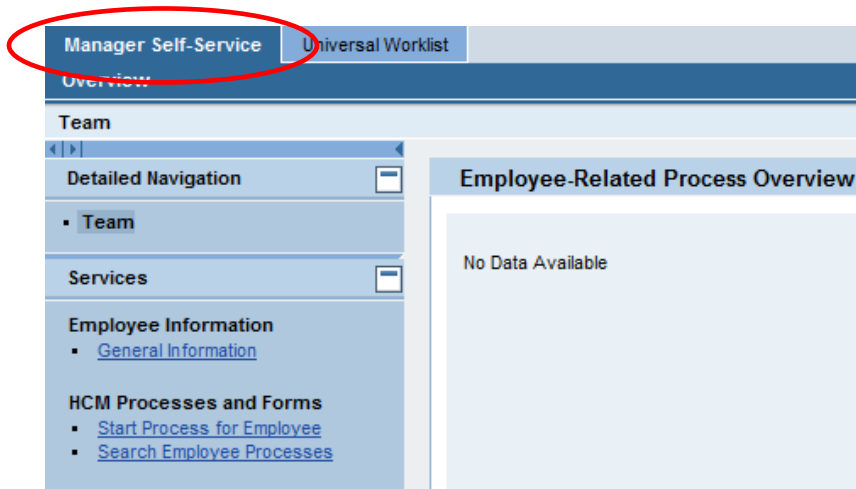 Manager Self-Service Universal Worklist
Overview
Team
Detailed Navigation
Team
Services
Employee Information
General Information
HCM Processes and Forms
Start Process for Employee
Search Employee Processes
Employee-Related Process Overview
No Data Available